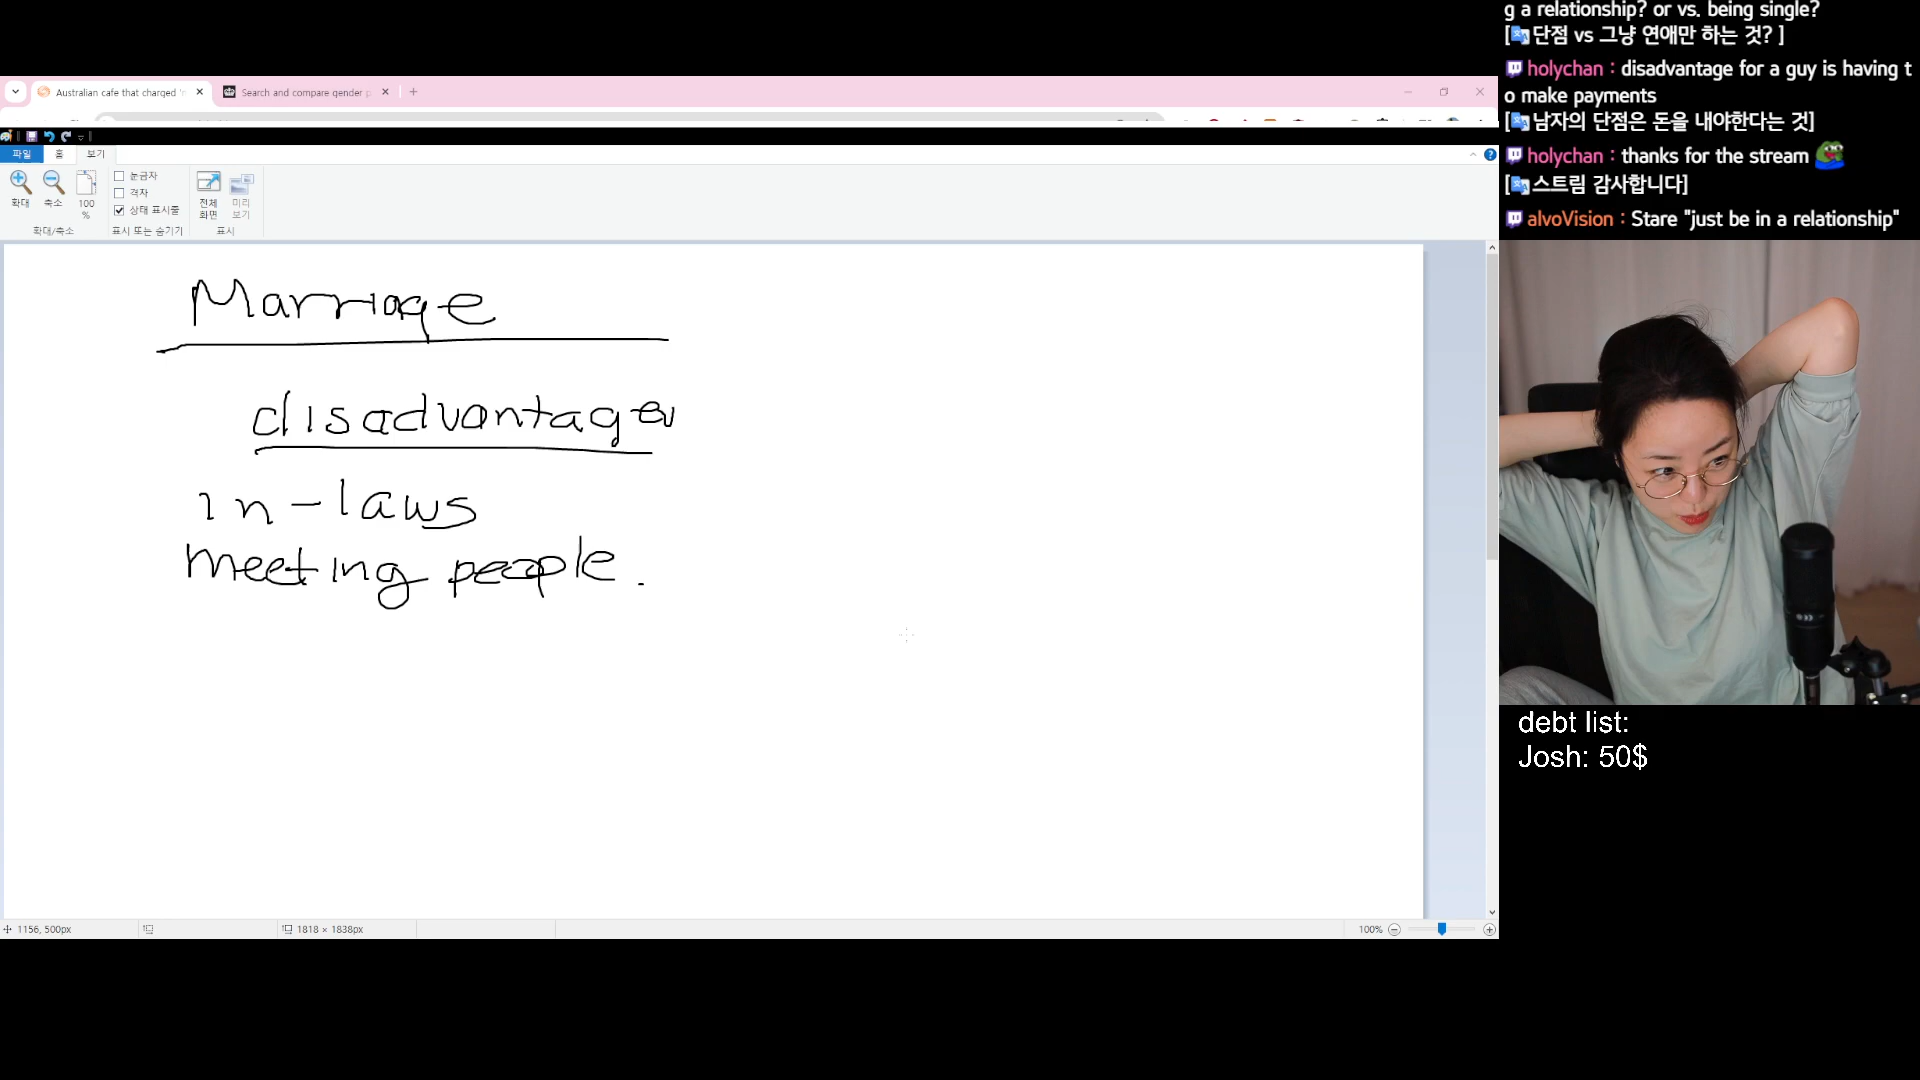 g a relationship? or vs. being single?
[단점 vs 그냥 연애만 하는 것? ]
holychan : disadvantage for a guy is having t
o make payments
[남자의 단점은 돈을 내야한다는 것]
holychan : thanks for the stream
[스트림 감사합니다]
alvoVision : Stare "just be in a relationship"
Australian cafe that charged 'm
Search and compare gender p
파일 홈 보기
확대 축소 100 %
눈금자
격자
상태 표시줄
전체 화면
미리 보기
확대/축소 표시 또는 숨기기 표시
Marriage
disadvantages
in-laws
meeting people.
1156, 500px
1818 × 1838px
100%
debt list:
Josh: 50$